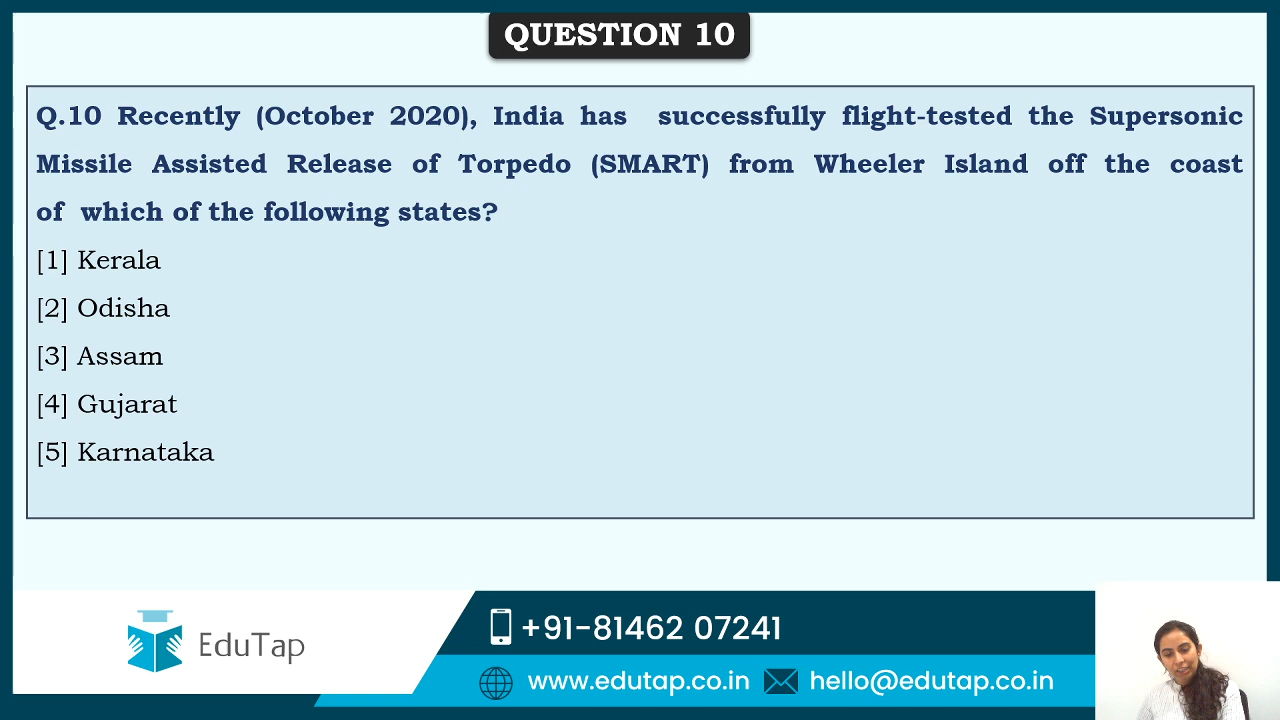 QUESTION 10
Q.10 Recently (October 2020), India has successfully flight-tested the Supersonic
Missile Assisted Release of Torpedo (SMART) from Wheeler Island off the coast
of which of the following states?
[1] Kerala
[2] Odisha
[3] Assam
[4] Gujarat
[5] Karnataka
EduTap
+91-81462 07241
www.edutap.co.in hello@edutap.co.in